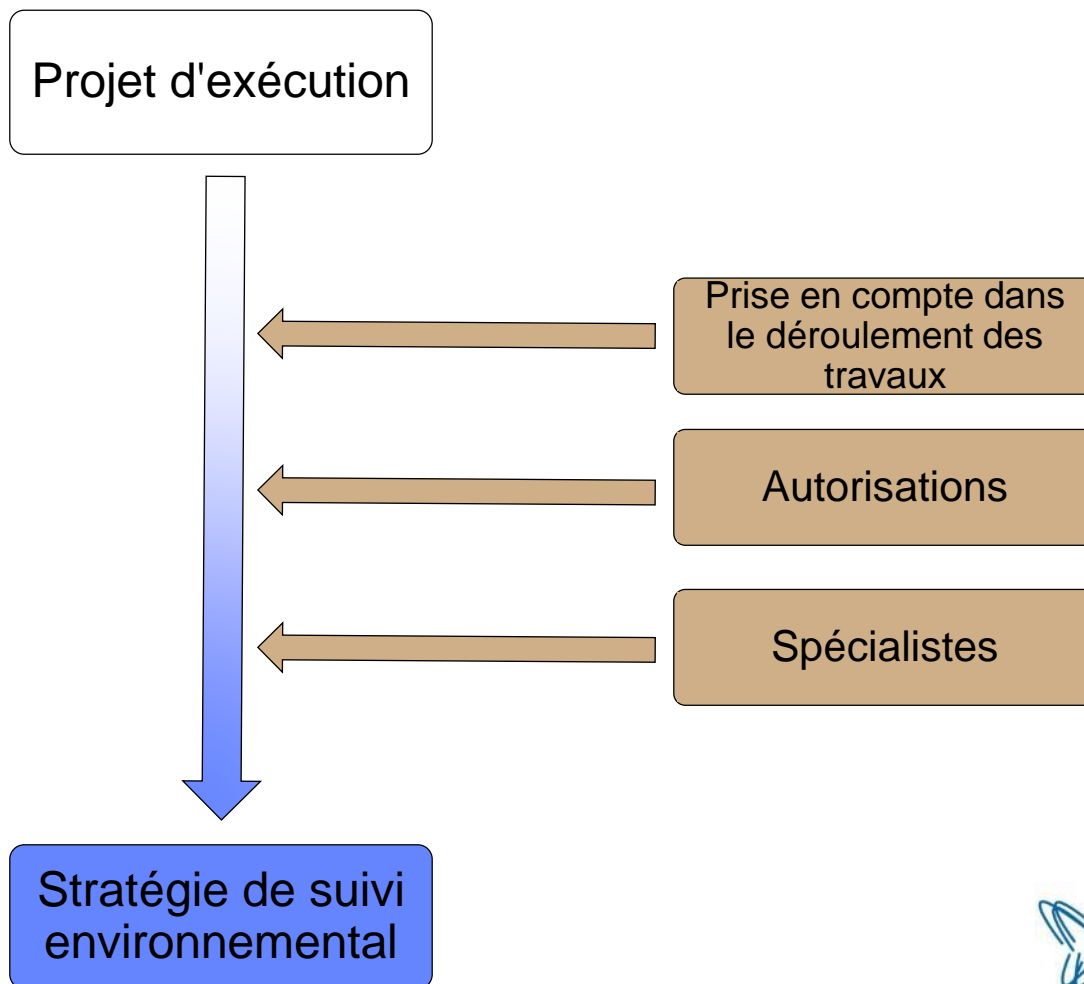 Projet d'exécution
Prise en compte dans
le déroulement des
travaux
Autorisations
Spécialistes
Stratégie de suivi
environnemental